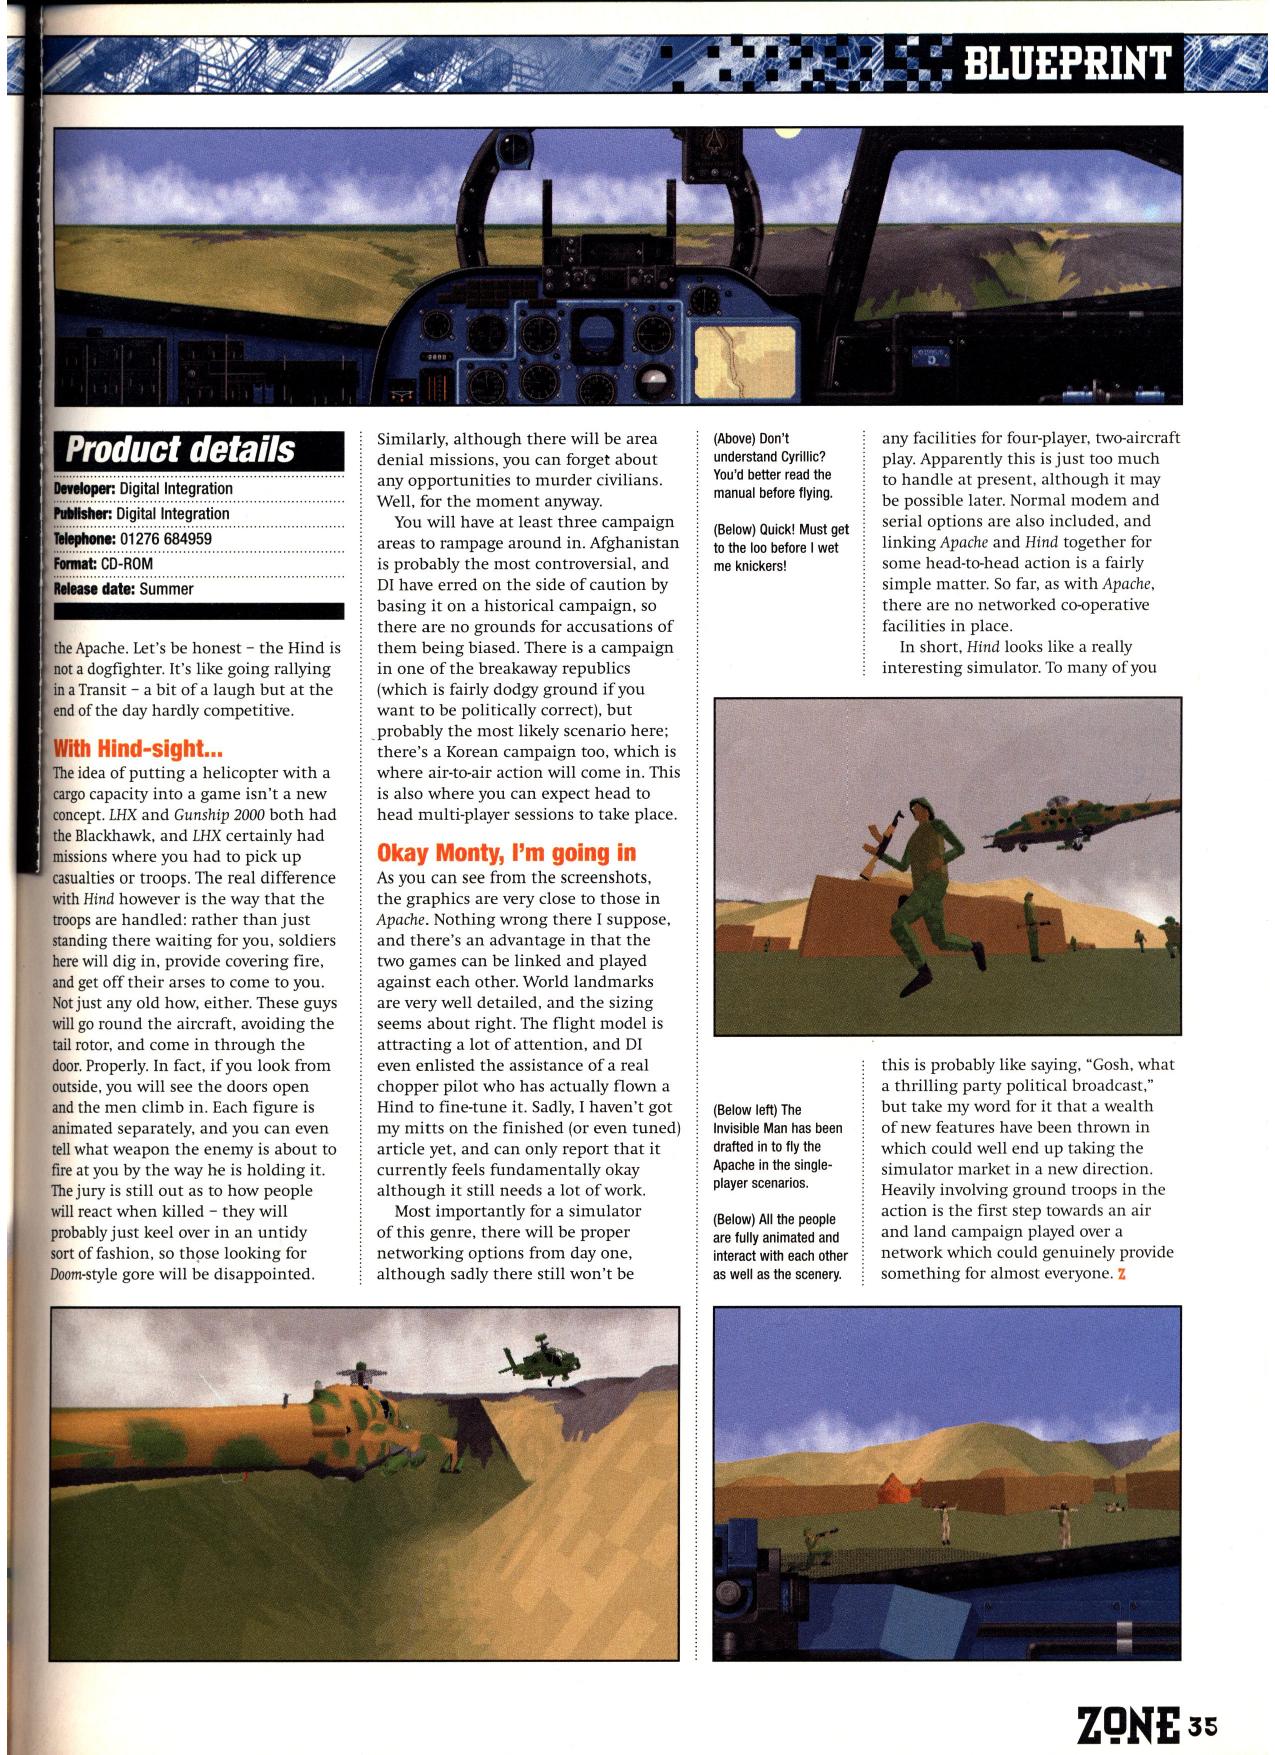 BLUEPRINT
Product details
Developer: Digital Integration
Publisher: Digital Integration
Telephone: 01276 684959
Format: CD-ROM
Release date: Summer
the Apache. Let's be honest – the Hind is
not a dogfighter. It's like going rallying
in a Transit – a bit of a laugh but at the
end of the day hardly competitive.
With Hind-sight...
The idea of putting a helicopter with a
cargo capacity into a game isn't a new
concept. LHX and Gunship 2000 both had
the Blackhawk, and LHX certainly had
missions where you had to pick up
casualties or troops. The real difference
with Hind however is the way that the
troops are handled: rather than just
standing there waiting for you, soldiers
here will dig in, provide covering fire,
and get off their arses to come to you.
Not just any old how, either. These guys
will go round the aircraft, avoiding the
tail rotor, and come in through the
door. Properly. In fact, if you look from
outside, you will see the doors open
and the men climb in. Each figure is
animated separately, and you can even
tell what weapon the enemy is about to
fire at you by the way he is holding it.
The jury is still out as to how people
will react when killed – they will
probably just keel over in an untidy
sort of fashion, so those looking for
Doom-style gore will be disappointed.
Similarly, although there will be area
denial missions, you can forget about
any opportunities to murder civilians.
Well, for the moment anyway.
You will have at least three campaign
areas to rampage around in. Afghanistan
is probably the most controversial, and
DI have erred on the side of caution by
basing it on a historical campaign, so
there are no grounds for accusations of
them being biased. There is a campaign
in one of the breakaway republics
(which is fairly dodgy ground if you
want to be politically correct), but
probably the most likely scenario here;
there's a Korean campaign too, which is
where air-to-air action will come in. This
is also where you can expect head to
head multi-player sessions to take place.
Okay Monty, I'm going in
As you can see from the screenshots,
the graphics are very close to those in
Apache. Nothing wrong there I suppose,
and there's an advantage in that the
two games can be linked and played
against each other. World landmarks
are very well detailed, and the sizing
seems about right. The flight model is
attracting a lot of attention, and DI
even enlisted the assistance of a real
chopper pilot who has actually flown a
Hind to fine-tune it. Sadly, I haven't got
my mitts on the finished (or even tuned)
article yet, and can only report that it
currently feels fundamentally okay
although it still needs a lot of work.
Most importantly for a simulator
of this genre, there will be proper
networking options from day one,
although sadly there still won't be
(Above) Don't
understand Cyrillic?
You'd better read the
manual before flying.
(Below) Quick! Must get
to the loo before I wet
me knickers!
any facilities for four-player, two-aircraft
play. Apparently this is just too much
to handle at present, although it may
be possible later. Normal modem and
serial options are also included, and
linking Apache and Hind together for
some head-to-head action is a fairly
simple matter. So far, as with Apache,
there are no networked co-operative
facilities in place.
In short, Hind looks like a really
interesting simulator. To many of you
(Below left) The
Invisible Man has been
drafted in to fly the
Apache in the single-
player scenarios.
(Below) All the people
are fully animated and
interact with each other
as well as the scenery.
this is probably like saying, “Gosh, what
a thrilling party political broadcast,”
but take my word for it that a wealth
of new features have been thrown in
which could well end up taking the
simulator market in a new direction.
Heavily involving ground troops in the
action is the first step towards an air
and land campaign played over a
network which could genuinely provide
something for almost everyone. Z
ZONE 35